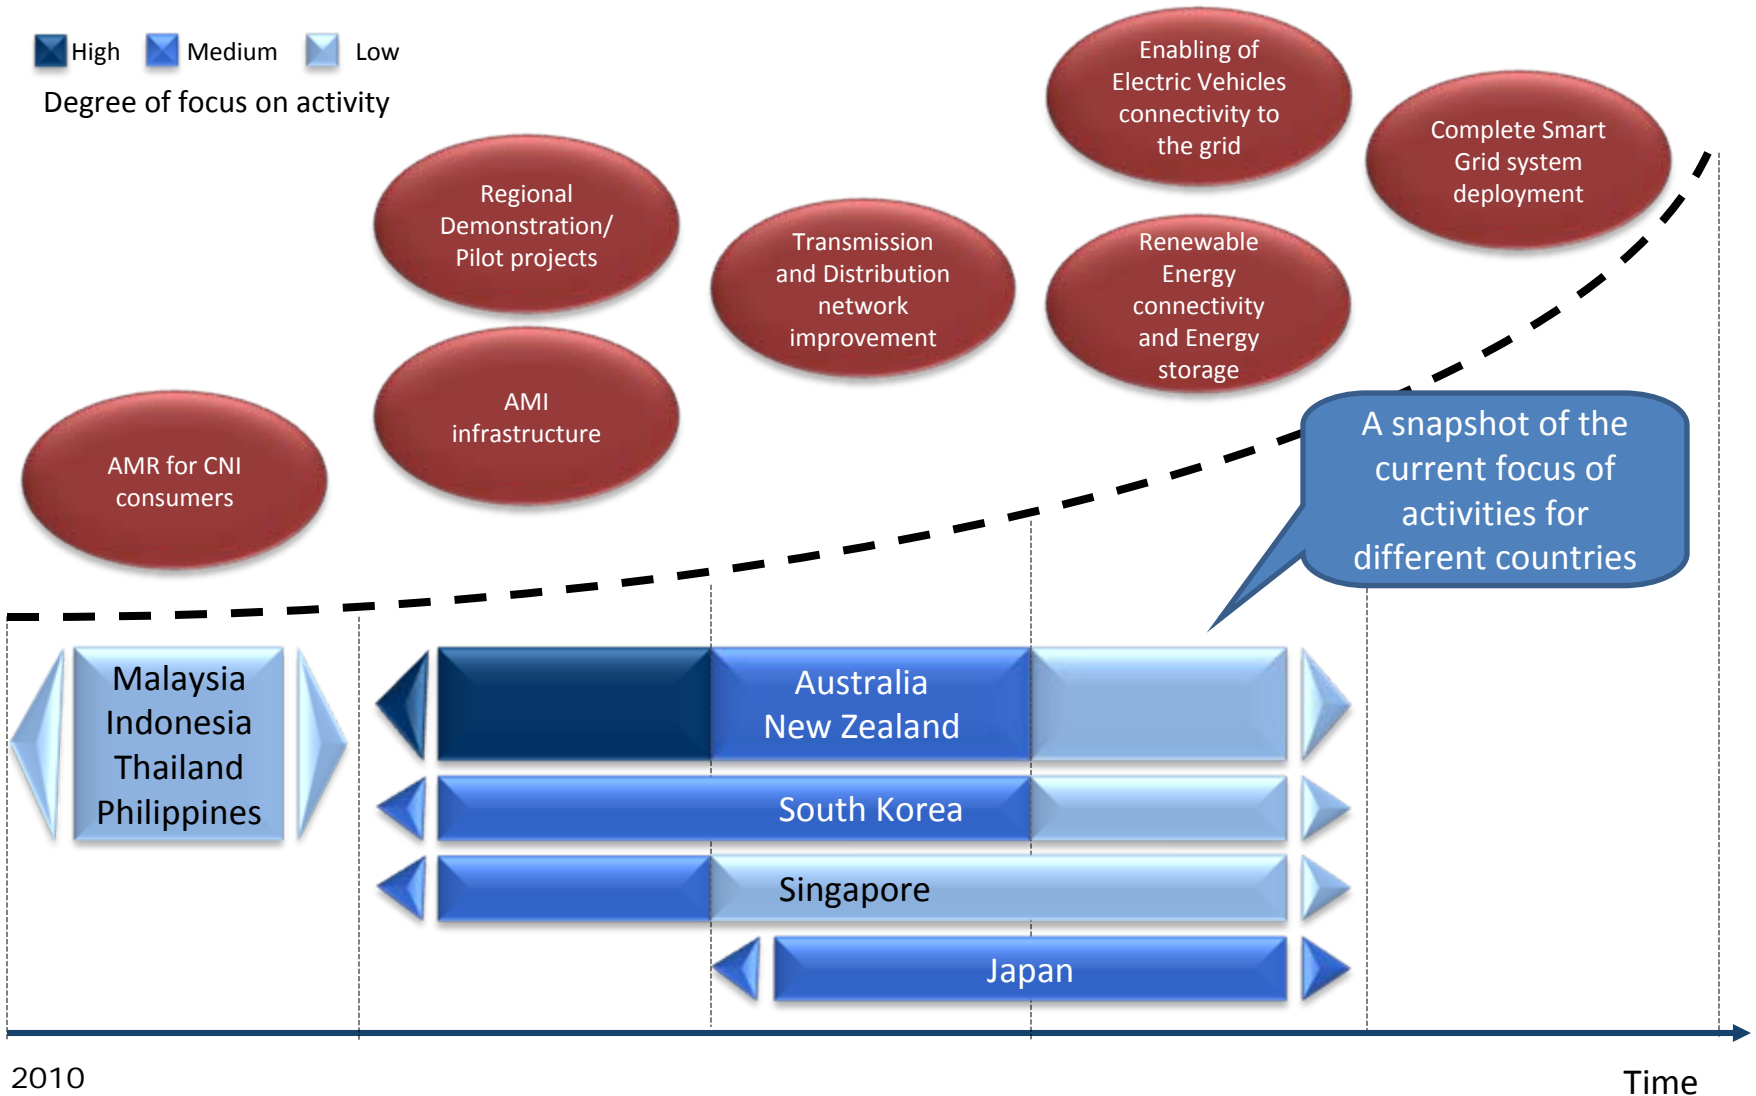 High
Medium
Low
Degree of focus on activity
Enabling of
Electric Vehicles
connectivity to
the grid
Complete Smart
Grid system
deployment
Regional
Demonstration/
Pilot projects
Transmission
and Distribution
network
improvement
Renewable
Energy
connectivity
and Energy
storage
AMI
infrastructure
AMR for CNI
consumers
A snapshot of the
current focus of
activities for
different countries
Malaysia
Indonesia
Thailand
Philippines
Australia
New Zealand
South Korea
Singapore
Japan
2010
Time